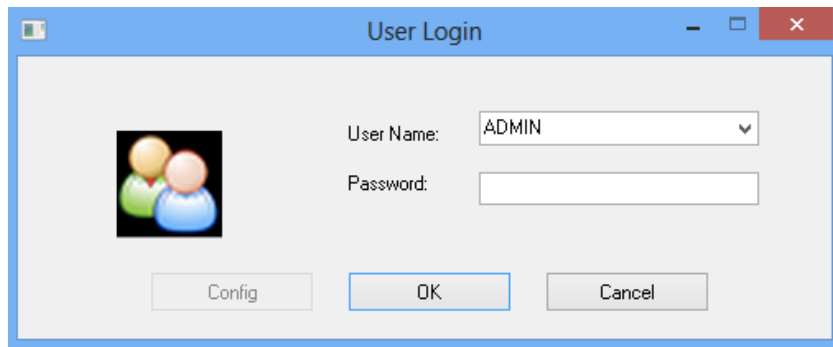 User Login
User Name: ADMIN
Password:
Config OK Cancel